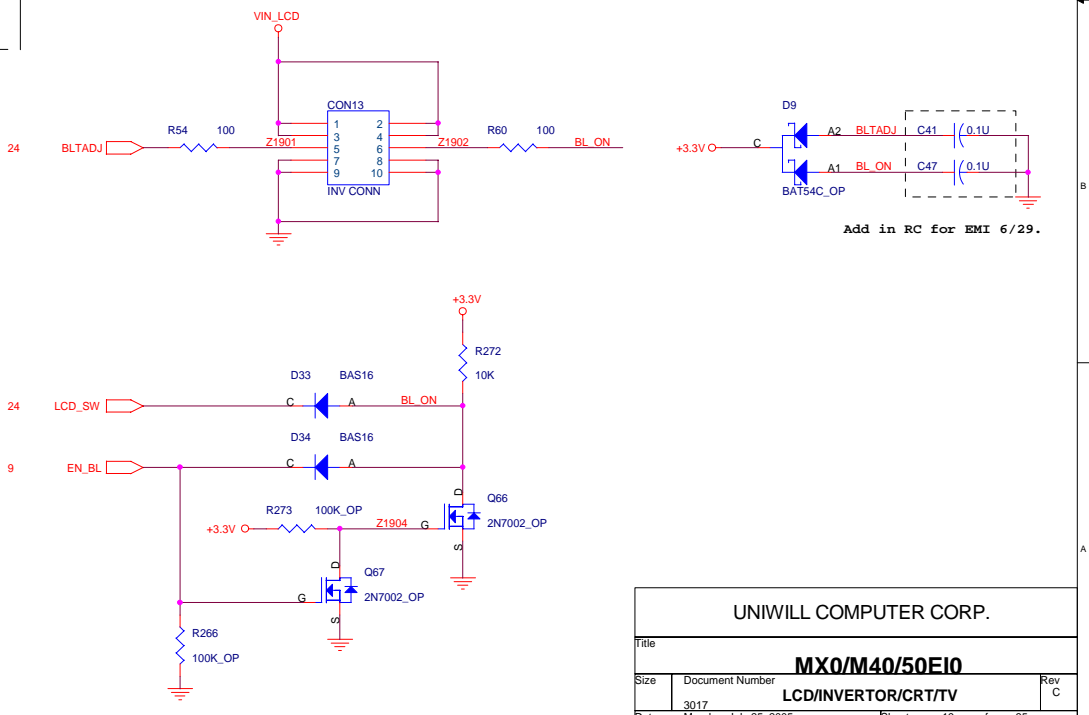 VIN_LCD
CON13
1 2
3 4
5 6
7 8
9 10
INV CONN
24 BLTADJ R54 100 Z1901 Z1902 R60 100 BL_ON
D9
+3.3V C A2 BLTADJ C41 0.1U
A1 BL_ON C47 0.1U
BAT54C_OP
B
Add in RC for EMI 6/29.
+3.3V
R272
10K
D33 BAS16
24 LCD_SW C A BL_ON
D34 BAS16
9 EN_BL C A
R273 100K_OP
+3.3V Z1904 G D S
Q66
2N7002_OP
A
Q67
2N7002_OP
G D S
R266
100K_OP
UNIWILL COMPUTER CORP.
Title
MX0/M40/50EI0
Size Document Number Rev
3017 LCD/INVERTOR/CRT/TV C